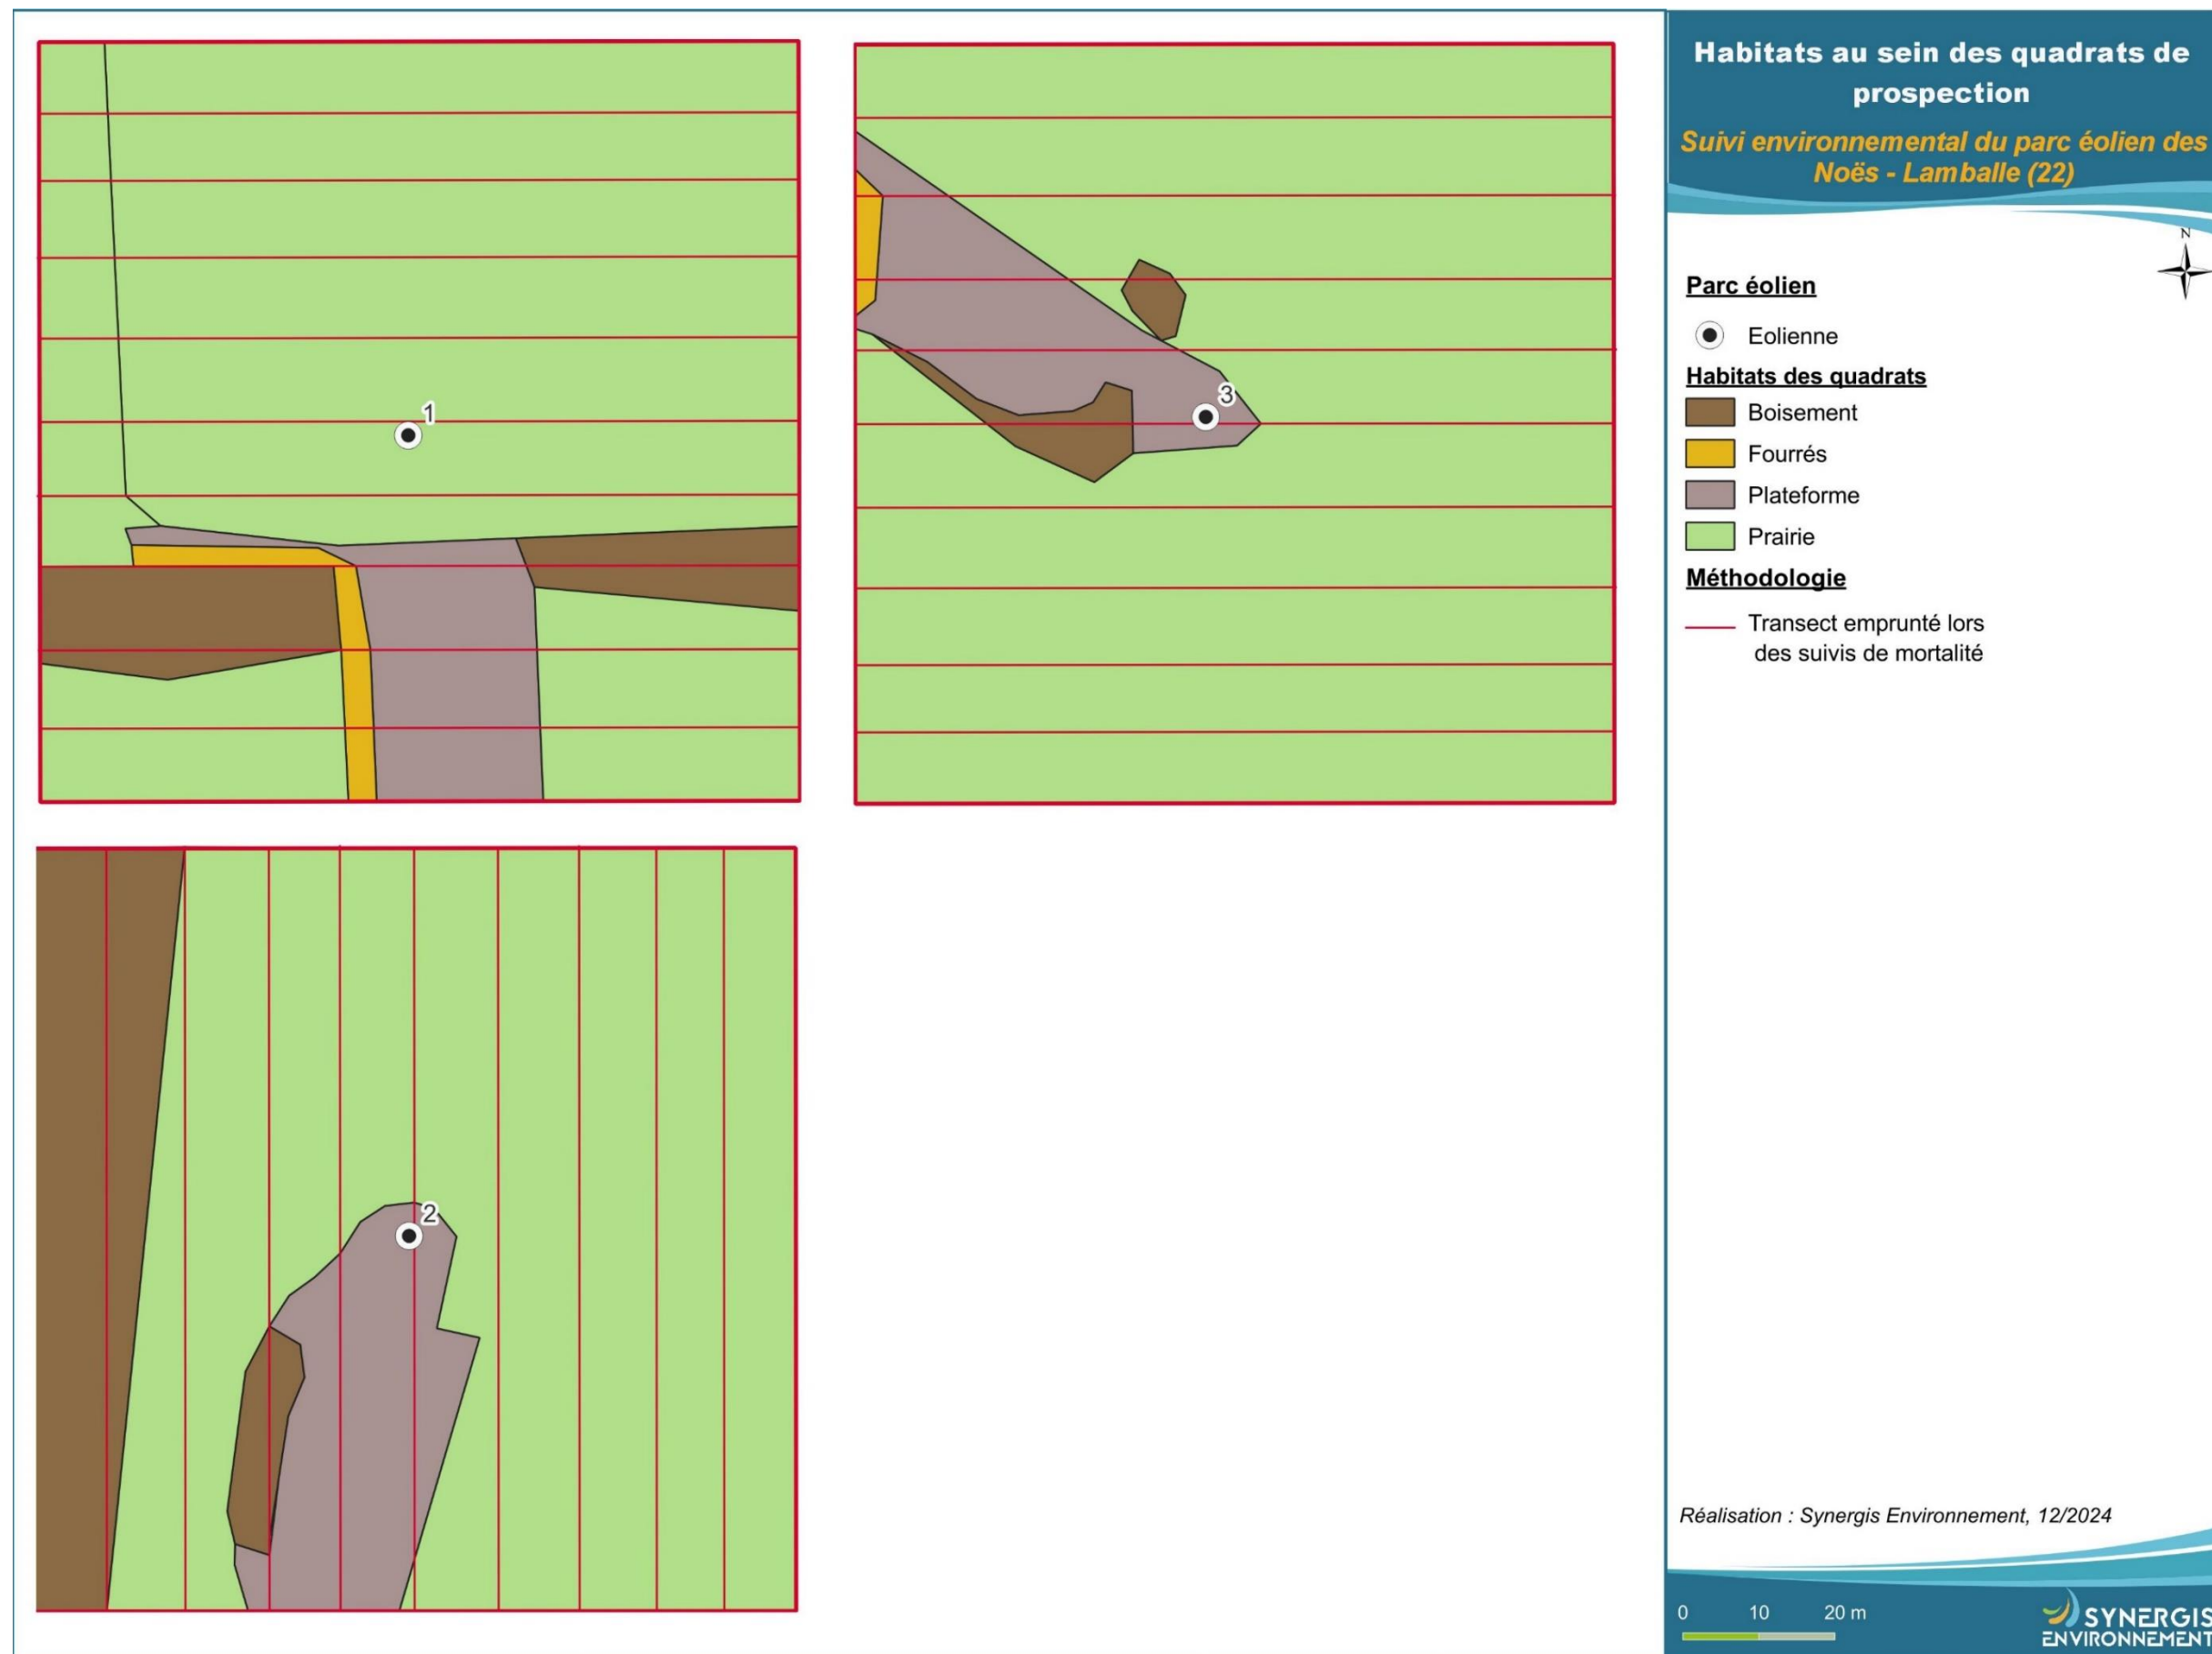 Habitats au sein des quadrats de
prospection
Suivi environnemental du parc éolien des
Noës - Lamballe (22)
N
Parc éolien
Eolienne
Habitats des quadrats
Boisement
Fourrés
Plateforme
Prairie
Méthodologie
Transect emprunté lors
des suivis de mortalité
1
3
2
Réalisation : Synergis Environnement, 12/2024
0 10 20 m
SYNERGIS
ENVIRONNEMENT